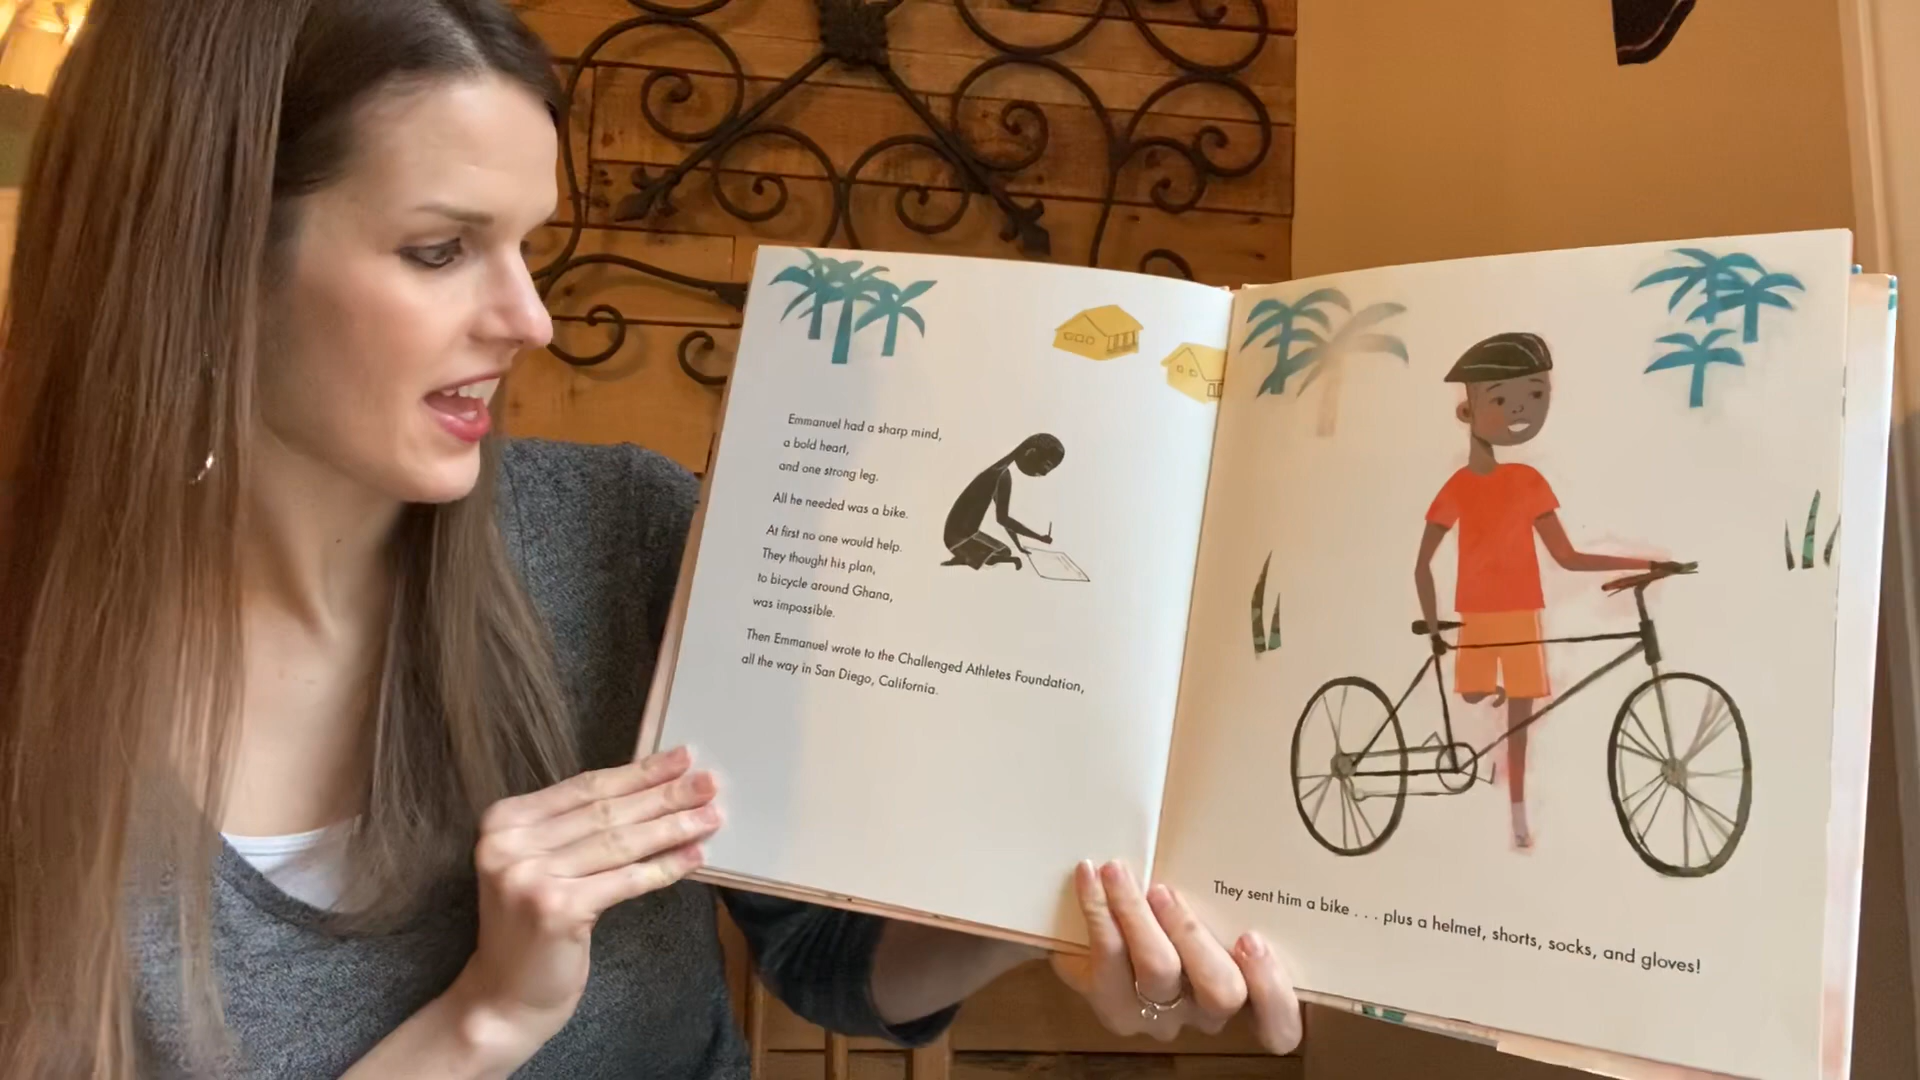 Emmanuel had a sharp mind,
a bold heart,
and one strong leg.
All he needed was a bike.
At first no one would help.
They thought his plan,
to bicycle around Ghana,
was impossible.
Then Emmanuel wrote to the Challenged Athletes Foundation,
all the way in San Diego, California.
They sent him a bike . . . plus a helmet, shorts, socks, and gloves!